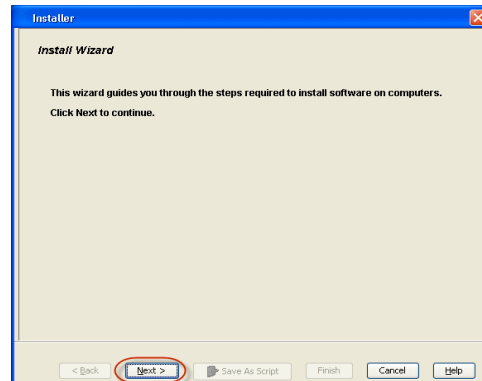 Installer
Install Wizard
This wizard guides you through the steps required to install software on computers.
Click Next to continue.
< Back Next > Save As Script Finish Cancel Help